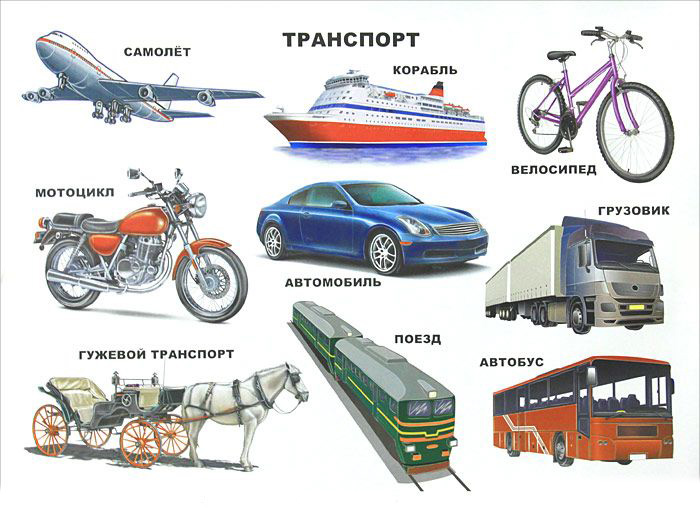 ТРАНСПОРТ
САМОЛЁТ
КОРАБЛЬ
ВЕЛОСИПЕД
МОТОЦИКЛ
АВТОМОБИЛЬ
ГРУЗОВИК
ГУЖЕВОЙ ТРАНСПОРТ
ПОЕЗД
АВТОБУС